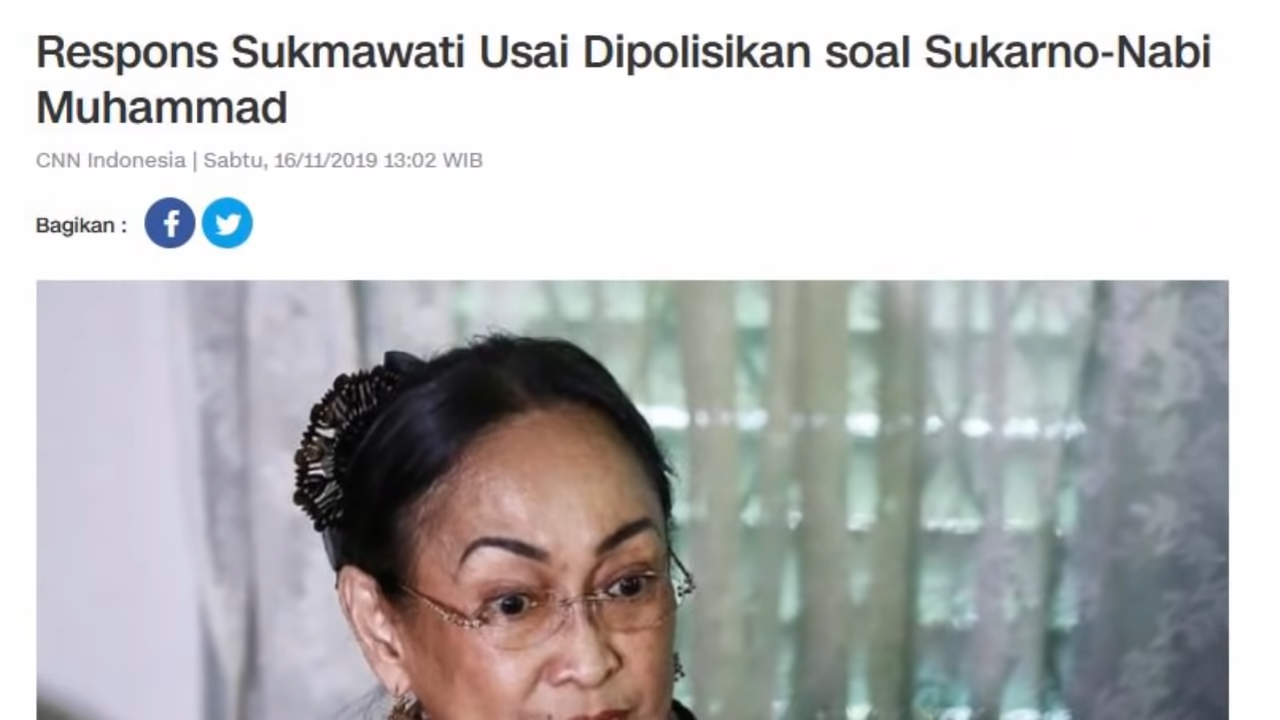 Respons Sukmawati Usai Dipolisikan soal Sukarno-Nabi
Muhammad
CNN Indonesia | Sabtu, 16/11/2019 13:02 WIB
Bagikan :